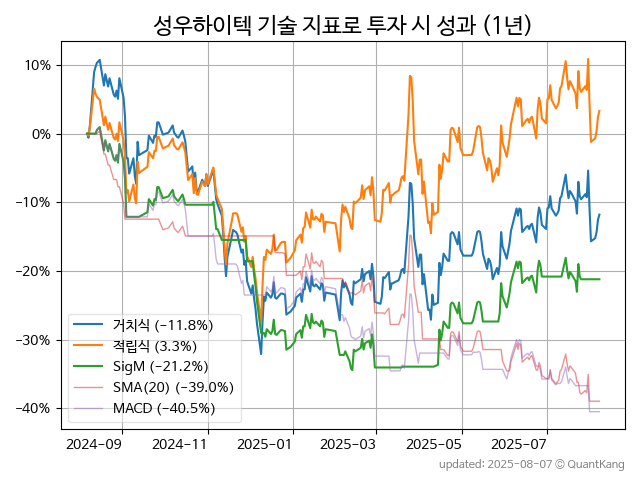 성우하이텍 기술 지표로 투자 시 성과 (1년)
10%
0%
−10%
−20%
−30%
−40%
거치식 (−11.8%)
적립식 (3.3%)
SigM (−21.2%)
SMA(20) (−39.0%)
MACD (−40.5%)
2024-09 2024-11 2025-01 2025-03 2025-05 2025-07
updated: 2025-08-07 © QuantKang